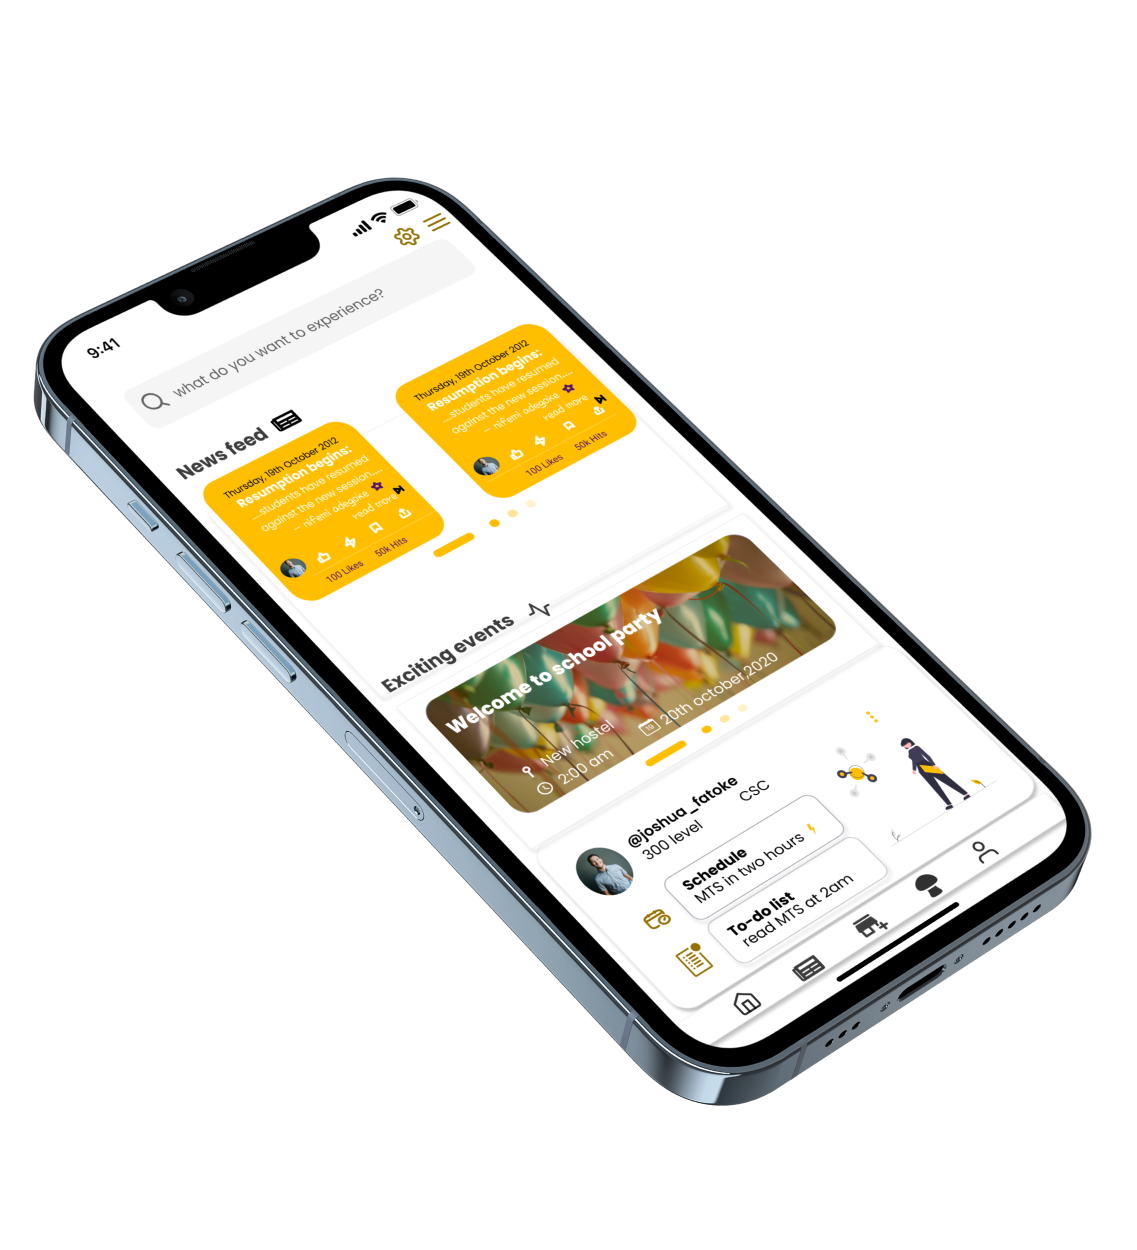 9:41
what do you want to experience?
News feed
Thursday, 19th October 2012
Resumption begins:
...students have resumed
against the new session....
– nifemi adegoke
read more
100 Likes 50k Hits
Thursday, 19th October 2012
Resumption begins:
...students have resumed
against the new session....
– nifemi adegoke
read more
100 Likes 50k Hits
Exciting events
Welcome to school party
New hostel
2:00 am
19
20th october,2020
@joshua_fatoke
300 level CSC
Schedule
MTS in two hours
To-do list
read MTS at 2am